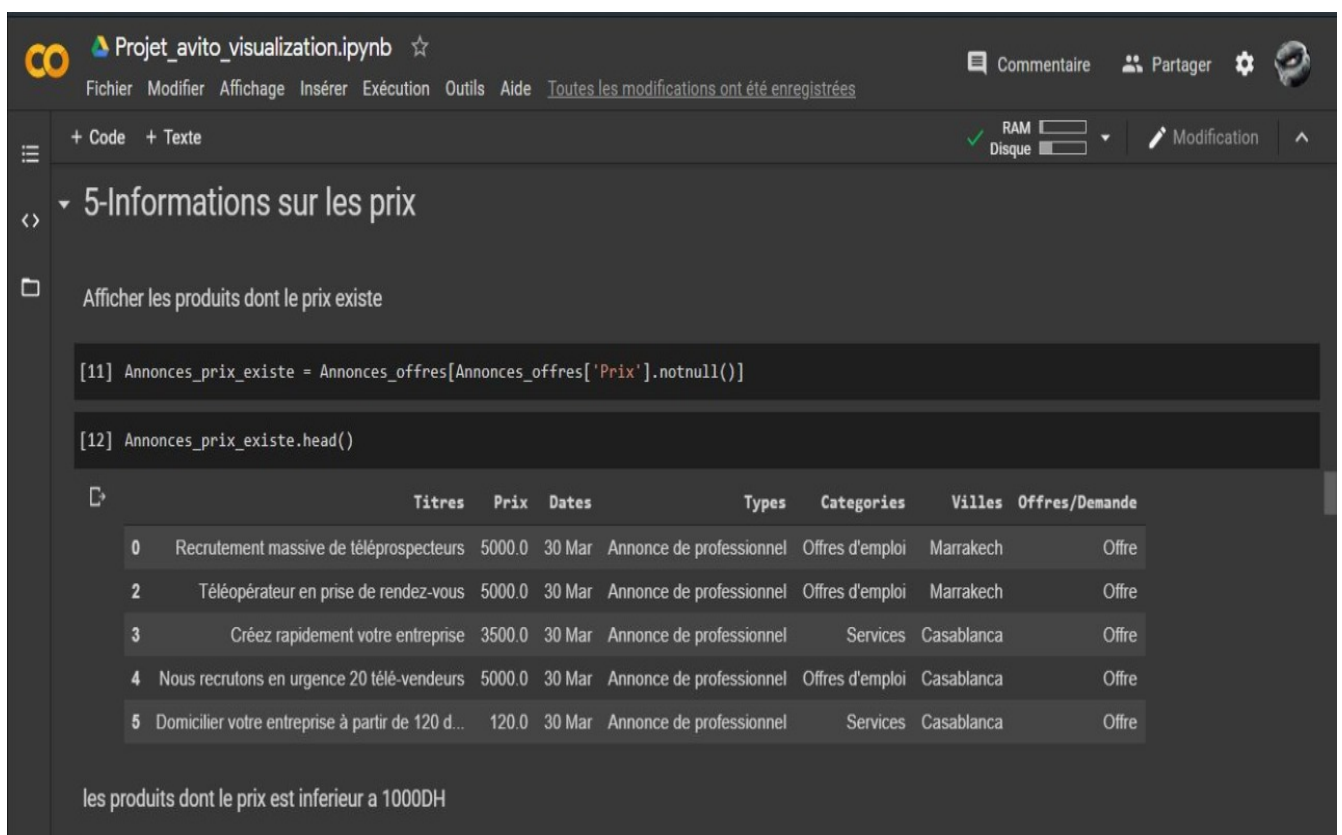 CO
Projet_avito_visualization.ipynb
Commentaire Partager
Fichier Modifier Affichage Insérer Exécution Outils Aide Toutes les modifications ont été enregistrées
+ Code + Texte
RAM
Disque
Modification
5-Informations sur les prix
Afficher les produits dont le prix existe
[11] Annonces_prix_existe = Annonces_offres[Annonces_offres['Prix'].notnull()]
[12] Annonces_prix_existe.head()
Titres Prix Dates Types Categories Villes Offres/Demande
0 Recrutement massive de téléprospecteurs 5000.0 30 Mar Annonce de professionnel Offres d'emploi Marrakech Offre
2 Téléopérateur en prise de rendez-vous 5000.0 30 Mar Annonce de professionnel Offres d'emploi Marrakech Offre
3 Créez rapidement votre entreprise 3500.0 30 Mar Annonce de professionnel Services Casablanca Offre
4 Nous recrutons en urgence 20 télé-vendeurs 5000.0 30 Mar Annonce de professionnel Offres d'emploi Casablanca Offre
5 Domicilier votre entreprise à partir de 120 d... 120.0 30 Mar Annonce de professionnel Services Casablanca Offre
les produits dont le prix est inferieur a 1000DH